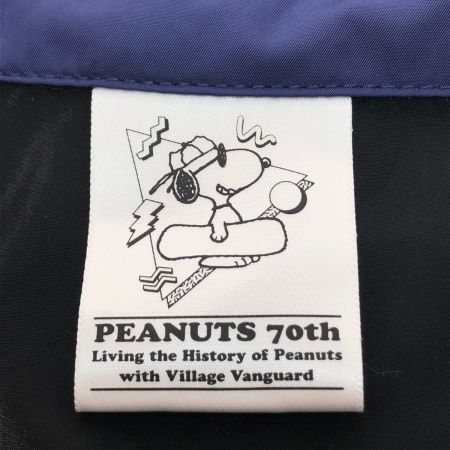 PEANUTS 70th
Living the History of Peanuts
with Village Vanguard